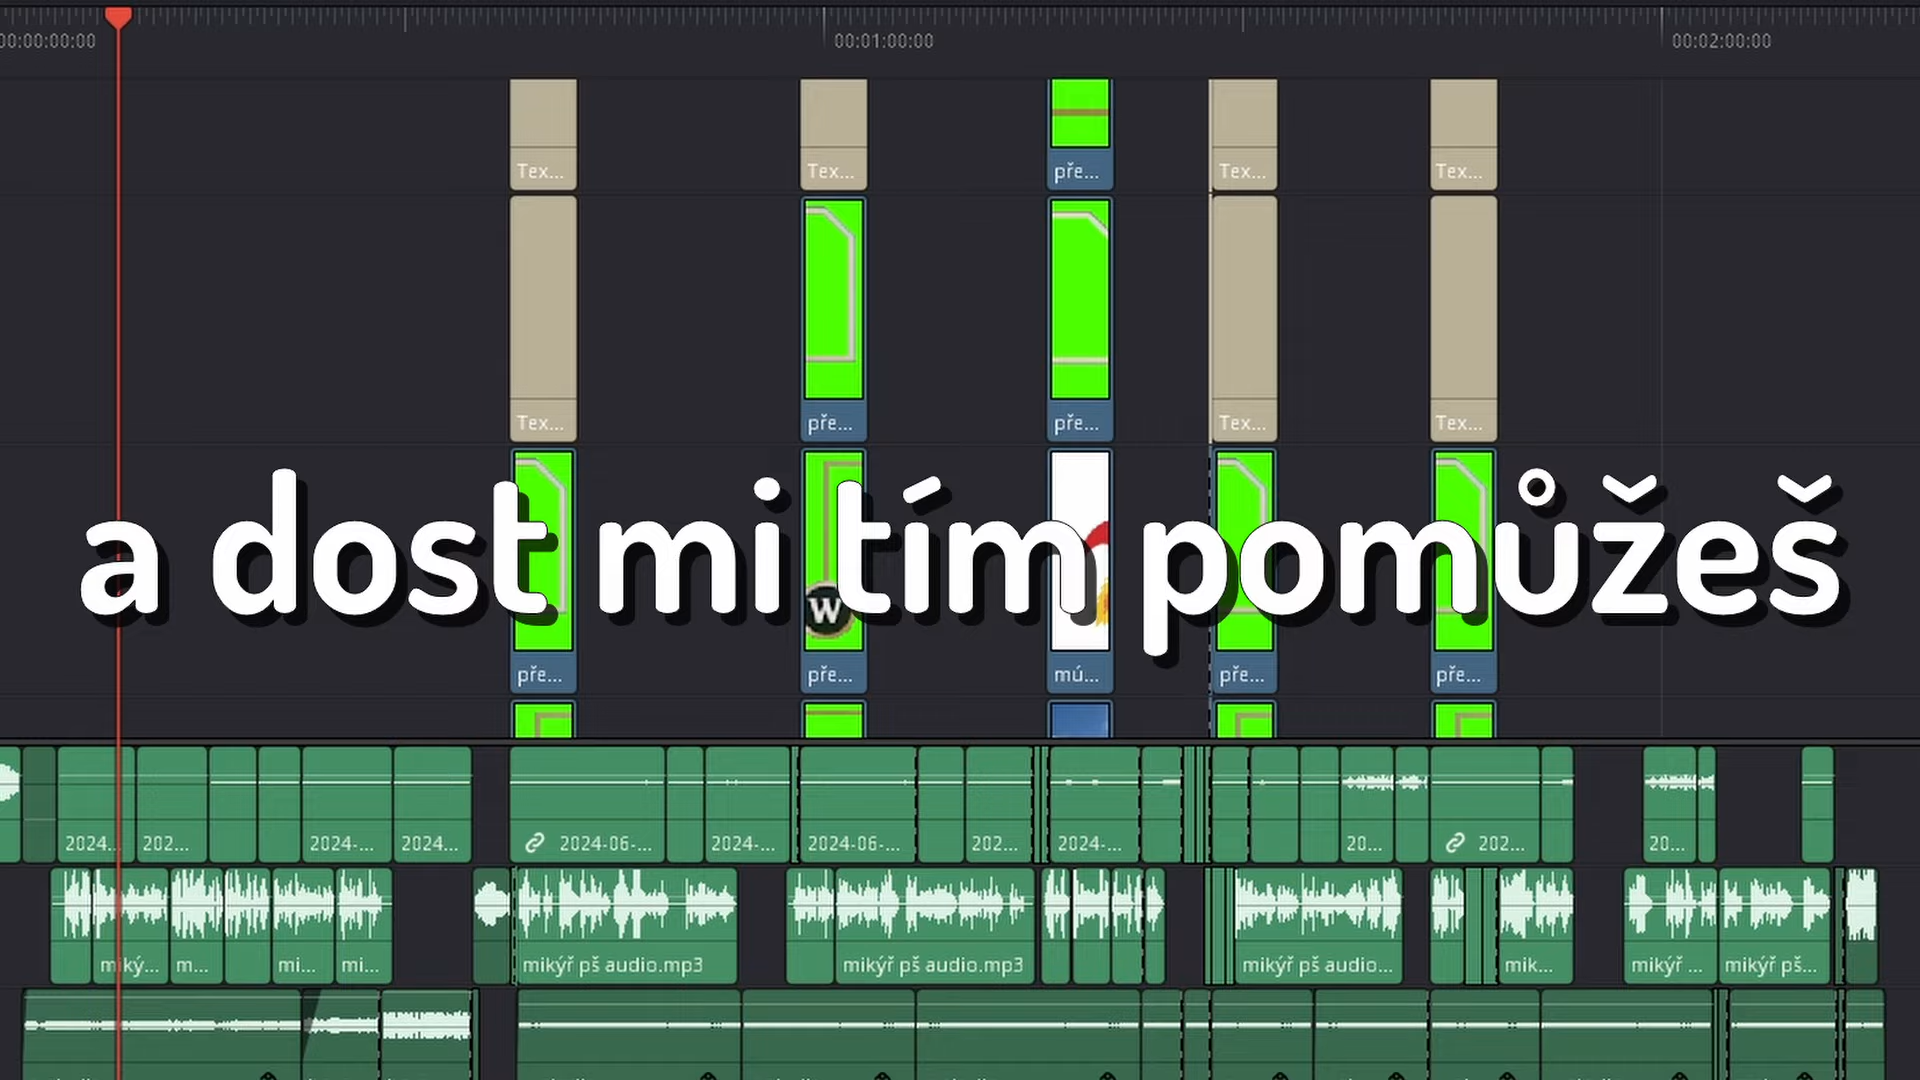 00:00:00:00 00:01:00:00 00:02:00:00
Tex... Tex... pře... Tex... Tex...
Tex... pře... pře... Tex... Tex...
a dost mi tím pomůžeš
W
pře... pře... mú... pře... pře...
2024... 202... 2024-... 2024... 2024-06-... 2024-... 2024-06-... 202... 2024-... 20... 202... 20...
miký... m... mi... mi... mikýř pš audio.mp3 mikýř pš audio.mp3 mikýř pš audio... mik... mikýř ... mikýř pš...